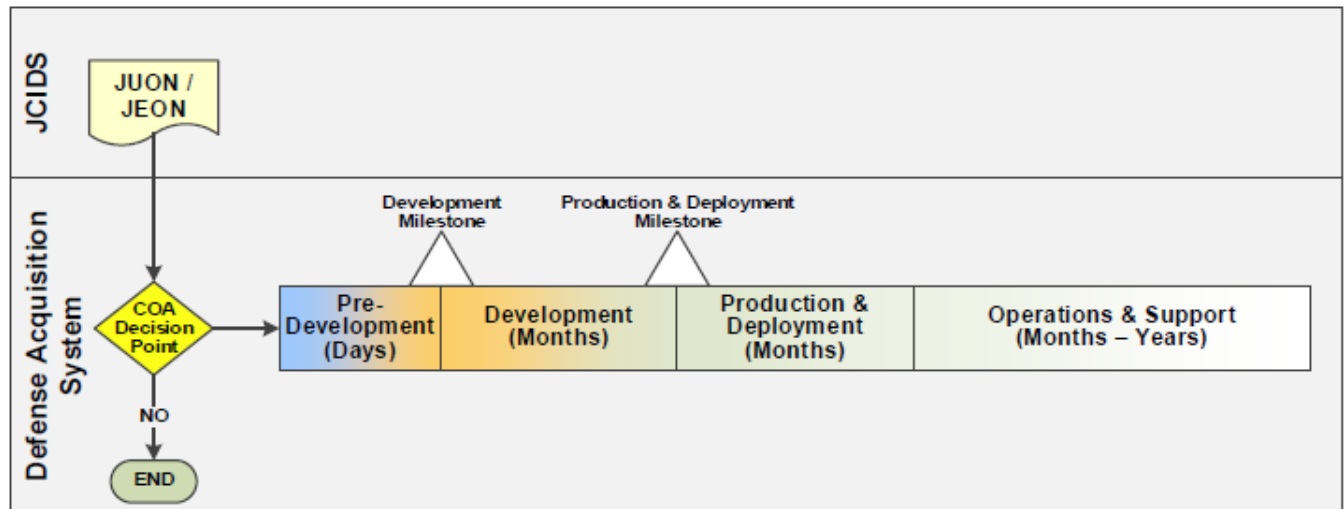 JCIDS
JUON /
JEON
Defense Acquisition
System
Development
Milestone
Production & Deployment
Milestone
COA
Decision
Point
Pre-
Development
(Days)
Development
(Months)
Production &
Deployment
(Months)
Operations & Support
(Months – Years)
NO
END